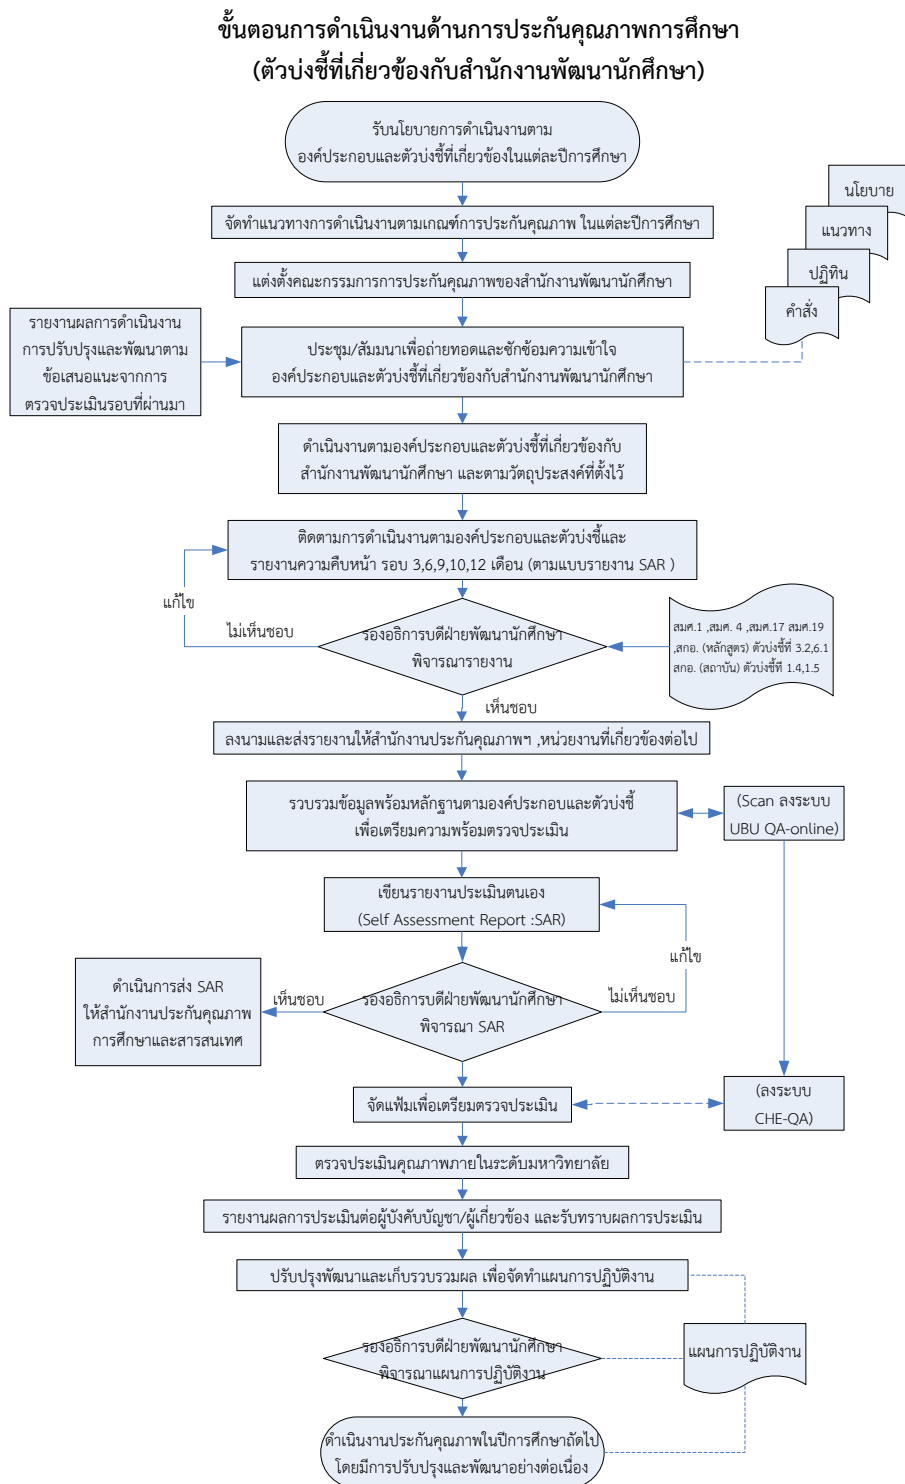 ขั้นตอนการดำเนินงานด้านการประกันคุณภาพการศึกษา
(ตัวบ่งชี้ที่เกี่ยวข้องกับสำนักงานพัฒนานักศึกษา)
รับนโยบายการดำเนินงานตาม
องค์ประกอบและตัวบ่งชี้ที่เกี่ยวข้องในแต่ละปีการศึกษา
นโยบาย
แนวทาง
ปฏิทิน
คำสั่ง
จัดทำแนวทางการดำเนินงานตามเกณฑ์การประกันคุณภาพ ในแต่ละปีการศึกษา
แต่งตั้งคณะกรรมการการประกันคุณภาพของสำนักงานพัฒนานักศึกษา
รายงานผลการดำเนินงาน
การปรับปรุงและพัฒนาตาม
ข้อเสนอแนะจากการ
ตรวจประเมินรอบที่ผ่านมา
ประชุม/สัมมนาเพื่อถ่ายทอดและซักซ้อมความเข้าใจ
องค์ประกอบและตัวบ่งชี้ที่เกี่ยวข้องกับสำนักงานพัฒนานักศึกษา
ดำเนินงานตามองค์ประกอบและตัวบ่งชี้ที่เกี่ยวข้องกับ
สำนักงานพัฒนานักศึกษา และตามวัตถุประสงค์ที่ตั้งไว้
ติดตามการดำเนินงานตามองค์ประกอบและตัวบ่งชี้และ
รายงานความคืบหน้า รอบ 3,6,9,10,12 เดือน (ตามแบบรายงาน SAR )
แก้ไข
ไม่เห็นชอบ
รองอธิการบดีฝ่ายพัฒนานักศึกษา
พิจารณารายงาน
สมศ.1 ,สมศ. 4 ,สมศ.17 สมศ.19
,สกอ. (หลักสูตร) ตัวบ่งชี้ที่ 3.2,6.1
สกอ. (สถาบัน) ตัวบ่งชี้ที่ 1.4,1.5
เห็นชอบ
ลงนามและส่งรายงานให้สำนักงานประกันคุณภาพฯ ,หน่วยงานที่เกี่ยวข้องต่อไป
รวบรวมข้อมูลพร้อมหลักฐานตามองค์ประกอบและตัวบ่งชี้
เพื่อเตรียมความพร้อมตรวจประเมิน
(Scan ลงระบบ
UBU QA-online)
เขียนรายงานประเมินตนเอง
(Self Assessment Report :SAR)
แก้ไข
ดำเนินการส่ง SAR
ให้สำนักงานประกันคุณภาพ
การศึกษาและสารสนเทศ
เห็นชอบ
รองอธิการบดีฝ่ายพัฒนานักศึกษา
พิจารณา SAR
ไม่เห็นชอบ
จัดแฟ้มเพื่อเตรียมตรวจประเมิน
(ลงระบบ
CHE-QA)
ตรวจประเมินคุณภาพภายในระดับมหาวิทยาลัย
รายงานผลการประเมินต่อผู้บังคับบัญชา/ผู้เกี่ยวข้อง และรับทราบผลการประเมิน
ปรับปรุงพัฒนาและเก็บรวบรวมผล เพื่อจัดทำแผนการปฏิบัติงาน
รองอธิการบดีฝ่ายพัฒนานักศึกษา
พิจารณาแผนการปฏิบัติงาน
แผนการปฏิบัติงาน
ดำเนินงานประกันคุณภาพในปีการศึกษาถัดไป
โดยมีการปรับปรุงและพัฒนาอย่างต่อเนื่อง